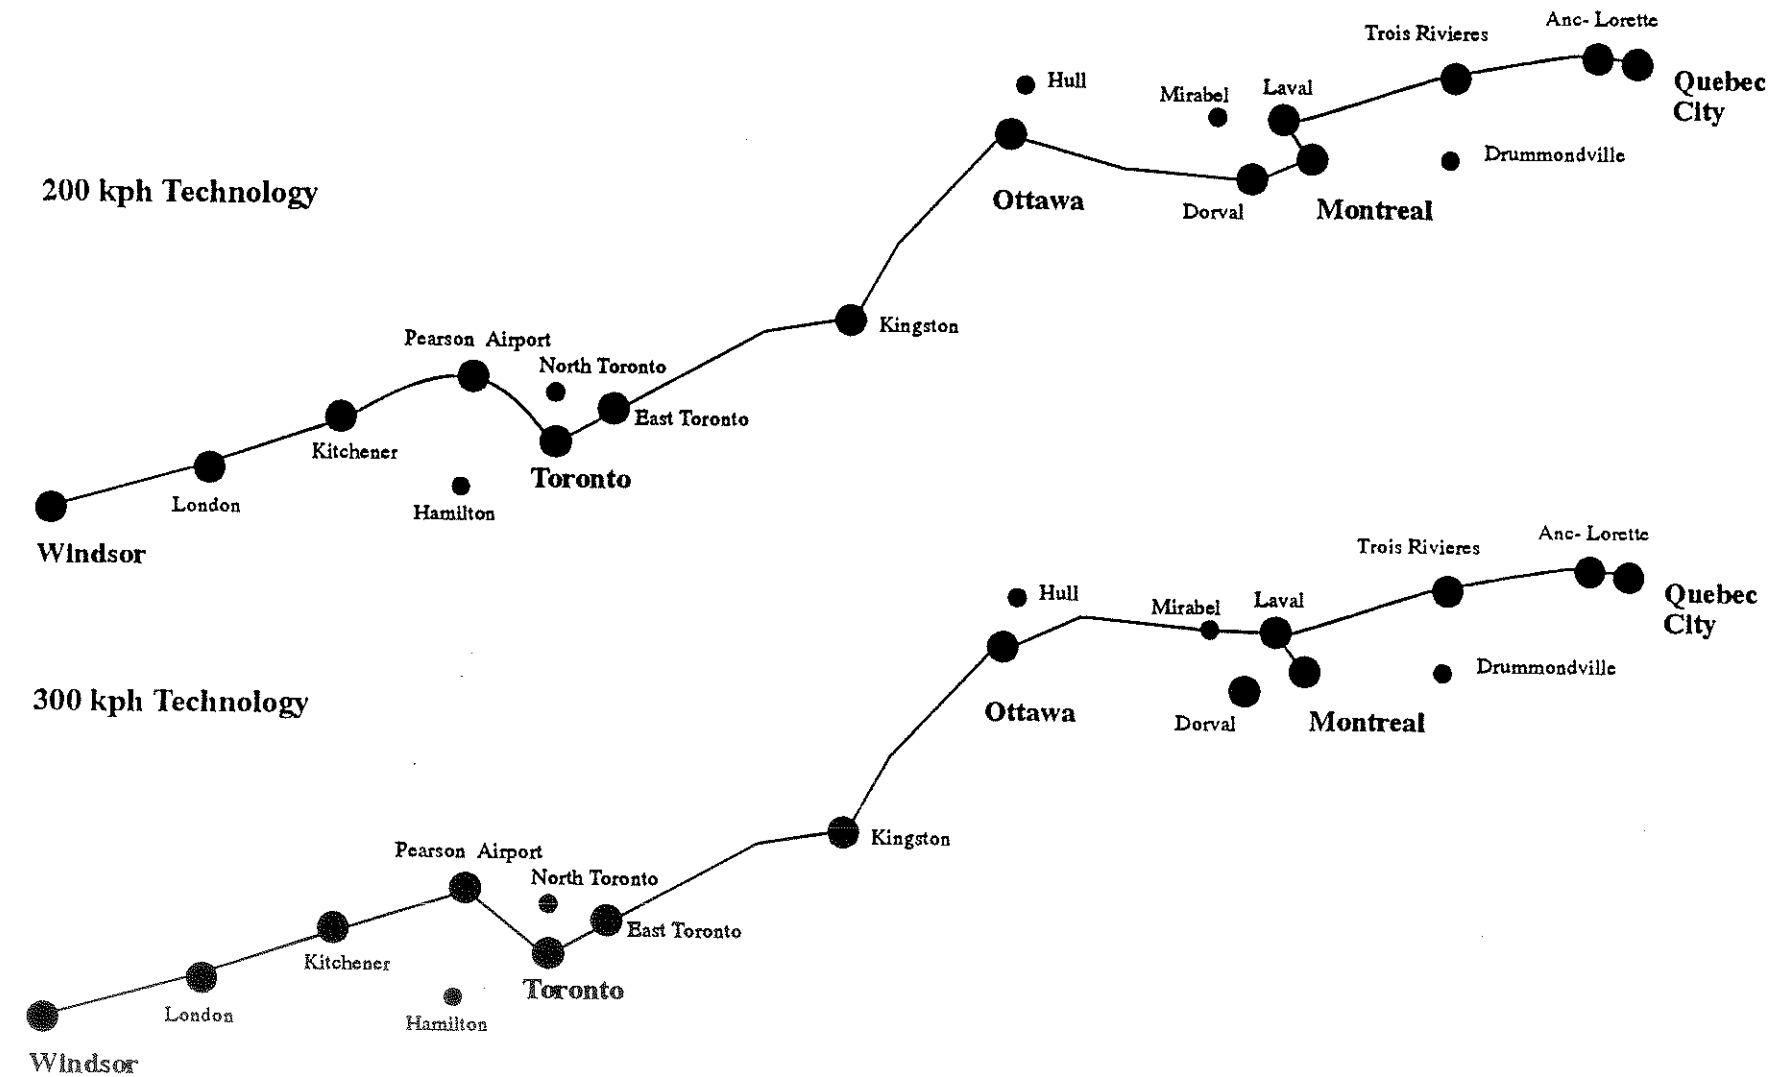 Anc- Lorette
Trois Rivieres
Quebec
City
Hull
Mirabel
Laval
Drummondville
200 kph Technology
Ottawa
Dorval
Montreal
Kingston
Pearson Airport
North Toronto
East Toronto
Kitchener
Toronto
London
Hamilton
Windsor
Anc- Lorette
Trois Rivieres
Quebec
City
Hull
Mirabel
Laval
Drummondville
300 kph Technology
Ottawa
Dorval
Montreal
Kingston
Pearson Airport
North Toronto
East Toronto
Kitchener
Toronto
London
Hamilton
Windsor